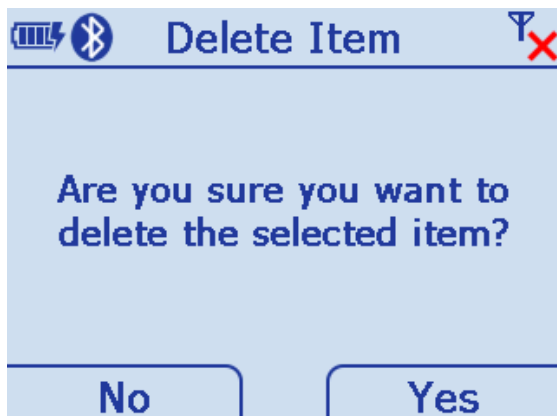 Delete Item
Are you sure you want to
delete the selected item?
No
Yes